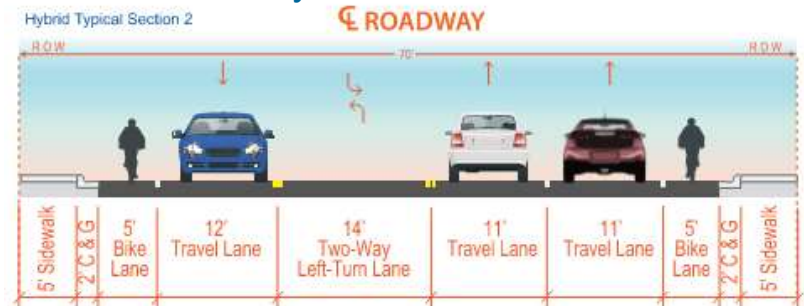 Hybrid Typical Section 2
℄ ROADWAY
ROW
70'
ROW
5' Sidewalk
2' C & G
5'
Bike
Lane
12'
Travel Lane
14'
Two-Way
Left-Turn Lane
11'
Travel Lane
11'
Travel Lane
5'
Bike
Lane
2' C & G
5' Sidewalk